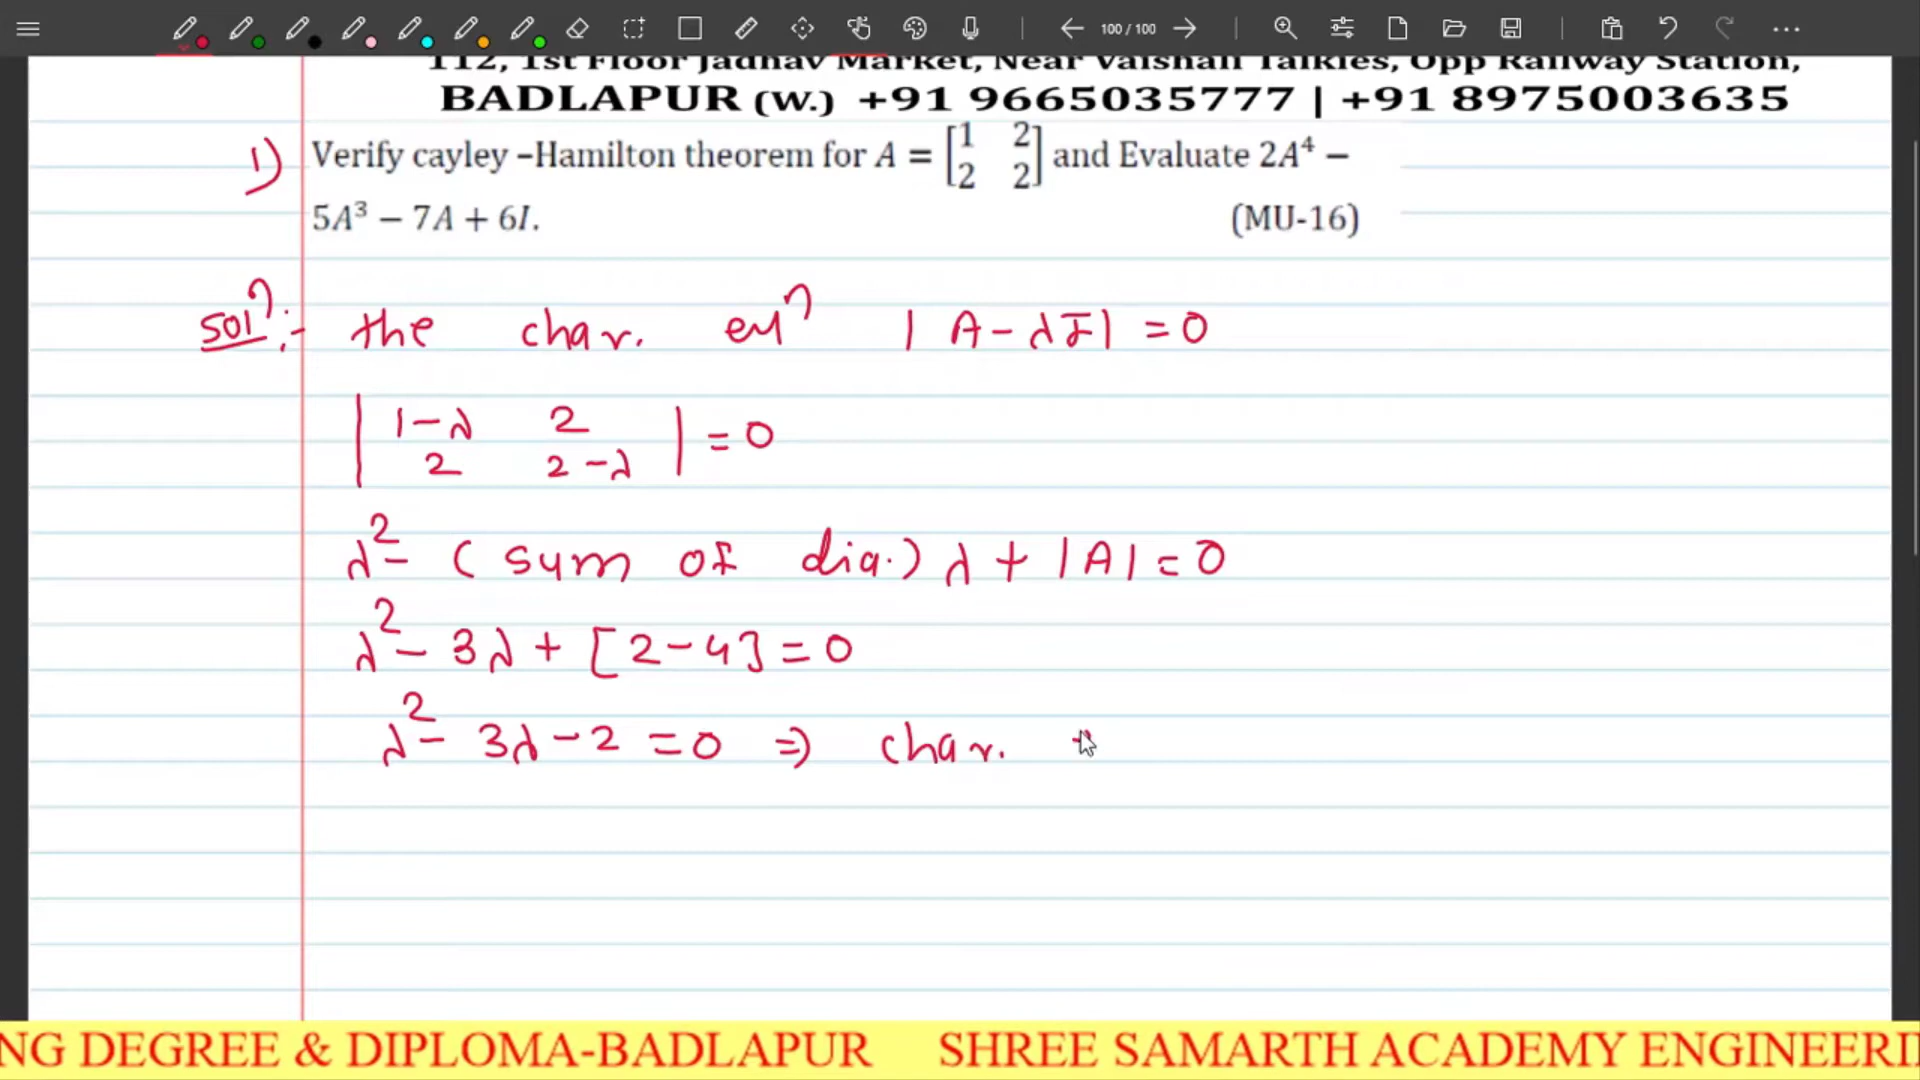 100 / 100
112, 1st Floor Jadhav Market, Near Vaishali Talkies, Opp Railway Station,
BADLAPUR (W.) +91 9665035777 | +91 8975003635
1) Verify cayley –Hamilton theorem for A = [1 2 2 2] and Evaluate 2A⁴ –
5A³ – 7A + 6I. (MU-16)
Solⁿ:- the char. eqⁿ | A - λI | = 0
| 1-λ 2
2 2-λ | = 0
λ² - (sum of dia.) λ + |A| = 0
λ² - 3λ + [2-4] = 0
λ² - 3λ - 2 = 0 ⇒ char.
NG DEGREE & DIPLOMA-BADLAPUR SHREE SAMARTH ACADEMY ENGINEERI